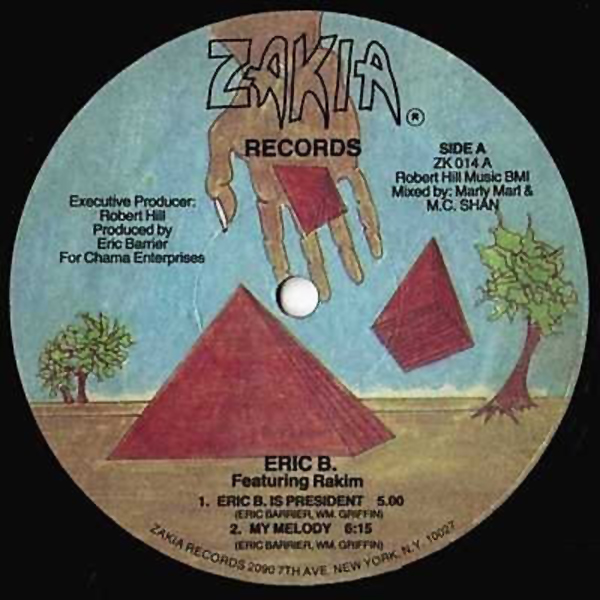 ZAKIA ®
RECORDS
Executive Producer:
Robert Hill
Produced by
Eric Barrier
For Chama Enterprises
SIDE A
ZK 014 A
Robert Hill Music BMI
Mixed by: Marly Marl &
M.C. SHAN
ERIC B.
Featuring Rakim
1. ERIC B. IS PRESIDENT 5.00
(ERIC BARRIER, WM. GRIFFIN)
2. MY MELODY 6:15
(ERIC BARRIER, WM. GRIFFIN)
ZAKIA RECORDS 2090 7TH AVE. NEW YORK, N.Y. 10027